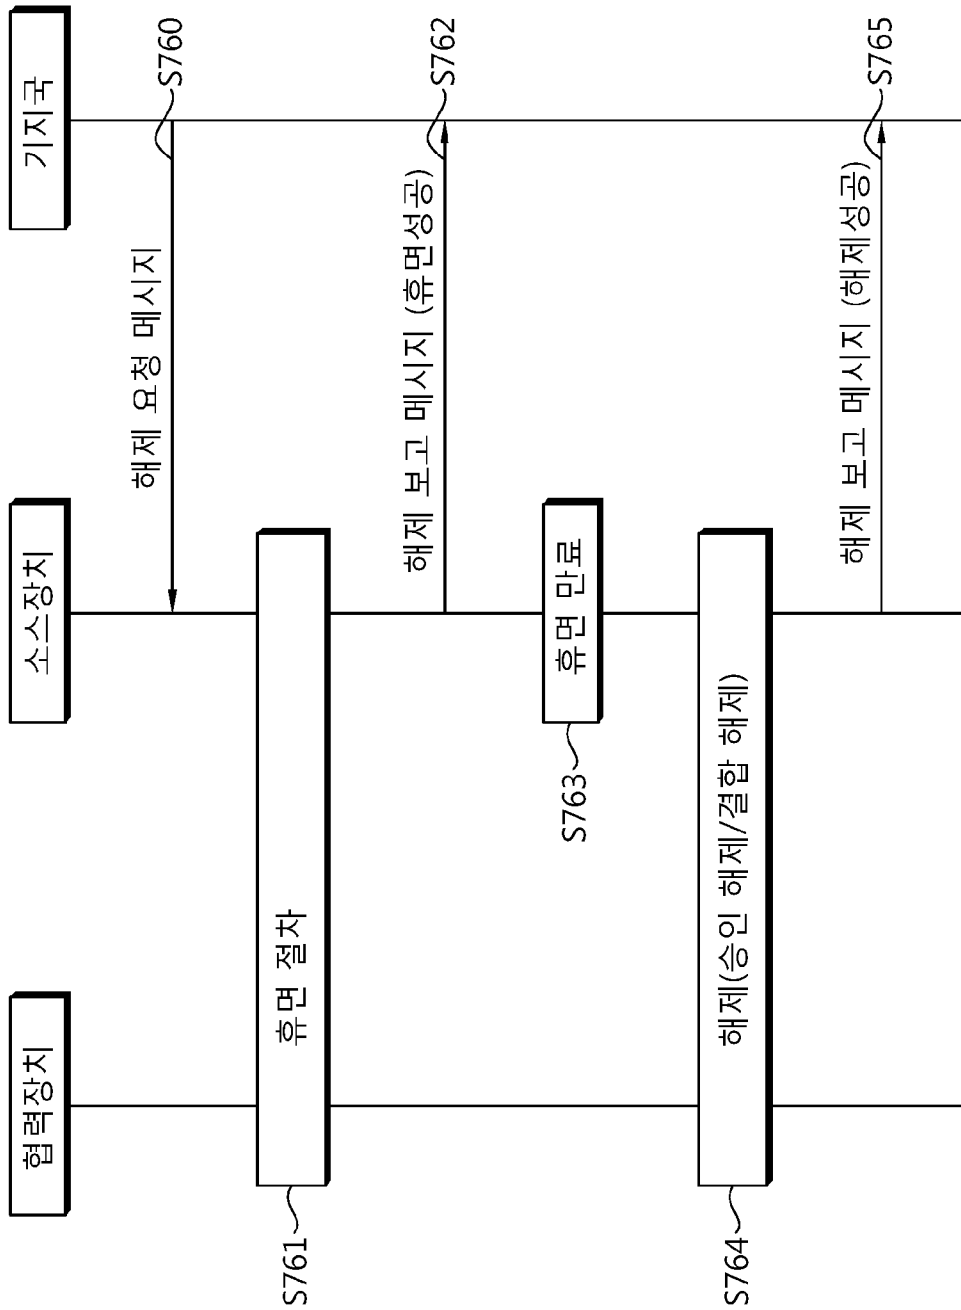 협력장치
소스장치
기지국
해제 요청 메시지
S760
휴면 절차
S761
해제 보고 메시지 (휴면성공)
S762
휴면 만료
S763
해제(승인 해제/결합 해제)
S764
해제 보고 메시지 (해제성공)
S765